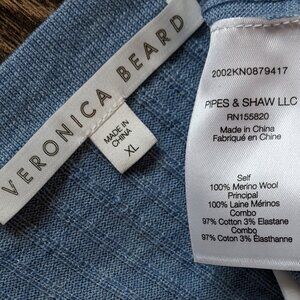 VERONICA BEARD
MADE IN
CHINA
XL
2002KN0879417
PIPES & SHAW LLC
RN155820
Made in China
Fabriqué en Chine
Self
100% Merino Wool
Principal
100% Laine Mérinos
Combo
97% Cotton 3% Elasthanne
Combo
97% Coton 3% Élasthanne